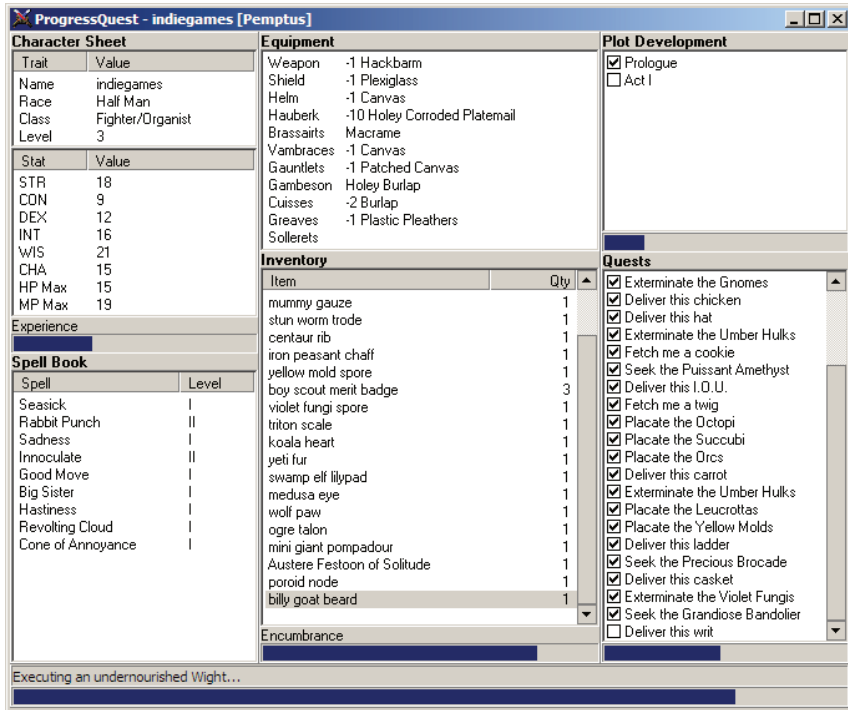 ProgressQuest - indiegames [Pemptus]
Character Sheet
Trait Value
Name indiegames
Race Half Man
Class Fighter/Organist
Level 3
Stat Value
STR 18
CON 9
DEX 12
INT 16
WIS 21
CHA 15
HP Max 15
MP Max 19
Experience
Spell Book
Spell Level
Seasick I
Rabbit Punch II
Sadness I
Innoculate II
Good Move I
Big Sister I
Hastiness I
Revolting Cloud I
Cone of Annoyance I
Equipment
Weapon -1 Hackbarm
Shield -1 Plexiglass
Helm -1 Canvas
Hauberk -10 Holey Corroded Platemail
Brassairts Macrame
Vambraces -1 Canvas
Gauntlets -1 Patched Canvas
Gambeson Holey Burlap
Cuisses -2 Burlap
Greaves -1 Plastic Pleathers
Sollerets
Inventory
Item Qty
mummy gauze 1
stun worm trode 1
centaur rib 1
iron peasant chaff 1
yellow mold spore 1
boy scout merit badge 3
violet fungi spore 1
triton scale 1
koala heart 1
yeti fur 1
swamp elf lilypad 1
medusa eye 1
wolf paw 1
ogre talon 1
mini giant pompadour 1
Austere Festoon of Solitude 1
poroid node 1
billy goat beard 1
Encumbrance
Plot Development
Prologue
Act I
Quests
Exterminate the Gnomes
Deliver this chicken
Deliver this hat
Exterminate the Umber Hulks
Fetch me a cookie
Seek the Puissant Amethyst
Deliver this I.O.U.
Fetch me a twig
Placate the Octopi
Placate the Succubi
Placate the Orcs
Deliver this carrot
Exterminate the Umber Hulks
Placate the Leucrottas
Placate the Yellow Molds
Deliver this ladder
Seek the Precious Brocade
Deliver this casket
Exterminate the Violet Fungis
Seek the Grandiose Bandolier
Deliver this writ
Executing an undernourished Wight...